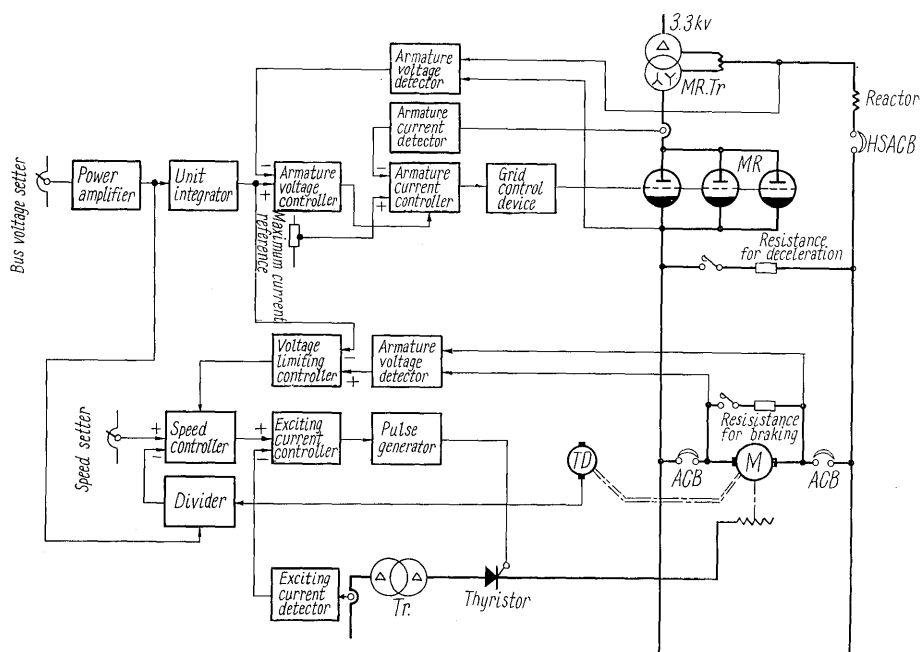 3.3kv
Δ
MR.Tr
Reactor
HSACB
Armature
voltage
detector
Armature
current
detector
Bus voltage setter
Power
amplifier
Unit
integrator
−
+
Armature
voltage
controller
−
+
Armature
current
controller
Grid
control
device
MR
Maximum current
reference
Resistance
for deceleration
Voltage
limiting
controller
−
+
Armature
voltage
detector
Speed setter
+
−
Speed
controller
+
−
Exciting
current
controller
Pulse
generator
Resisistance
for braking
TD
M
ACB
ACB
Divider
Exciting
current
detector
Δ
Δ
Tr.
Thyristor